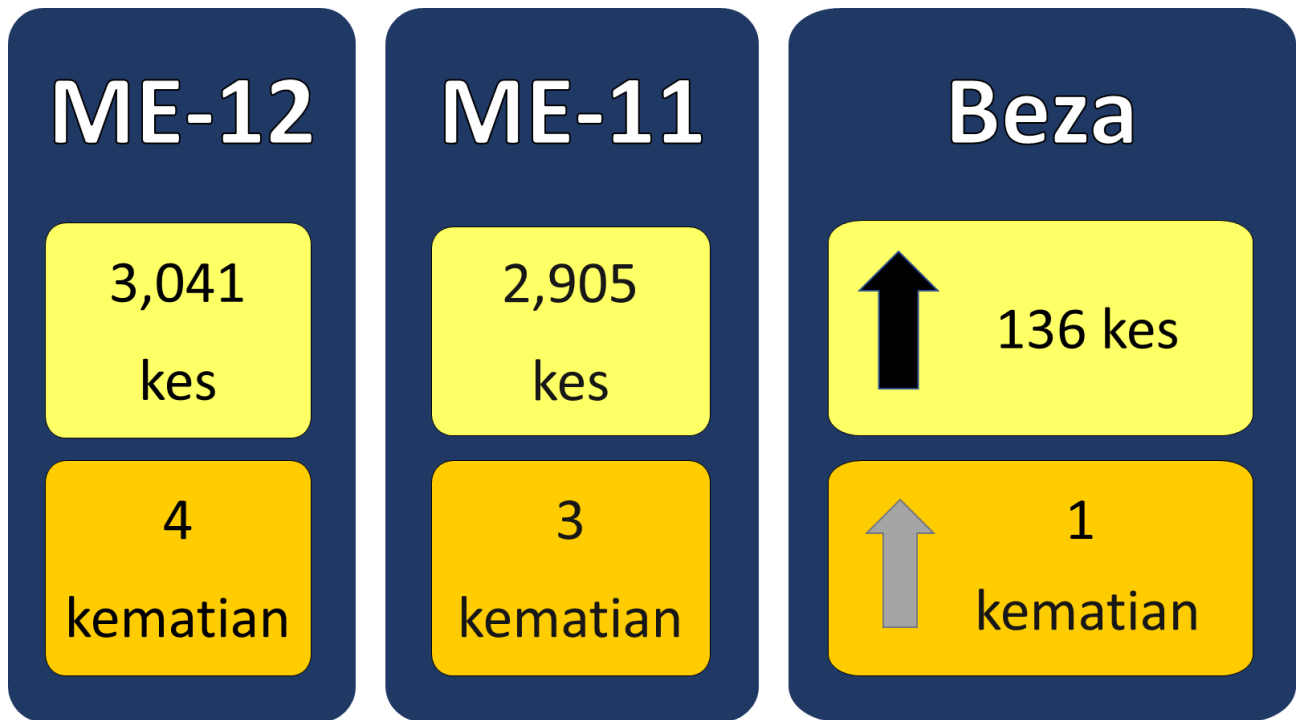 ME-12
3,041
kes
4
kematian
ME-11
2,905
kes
3
kematian
Beza
136 kes
1
kematian